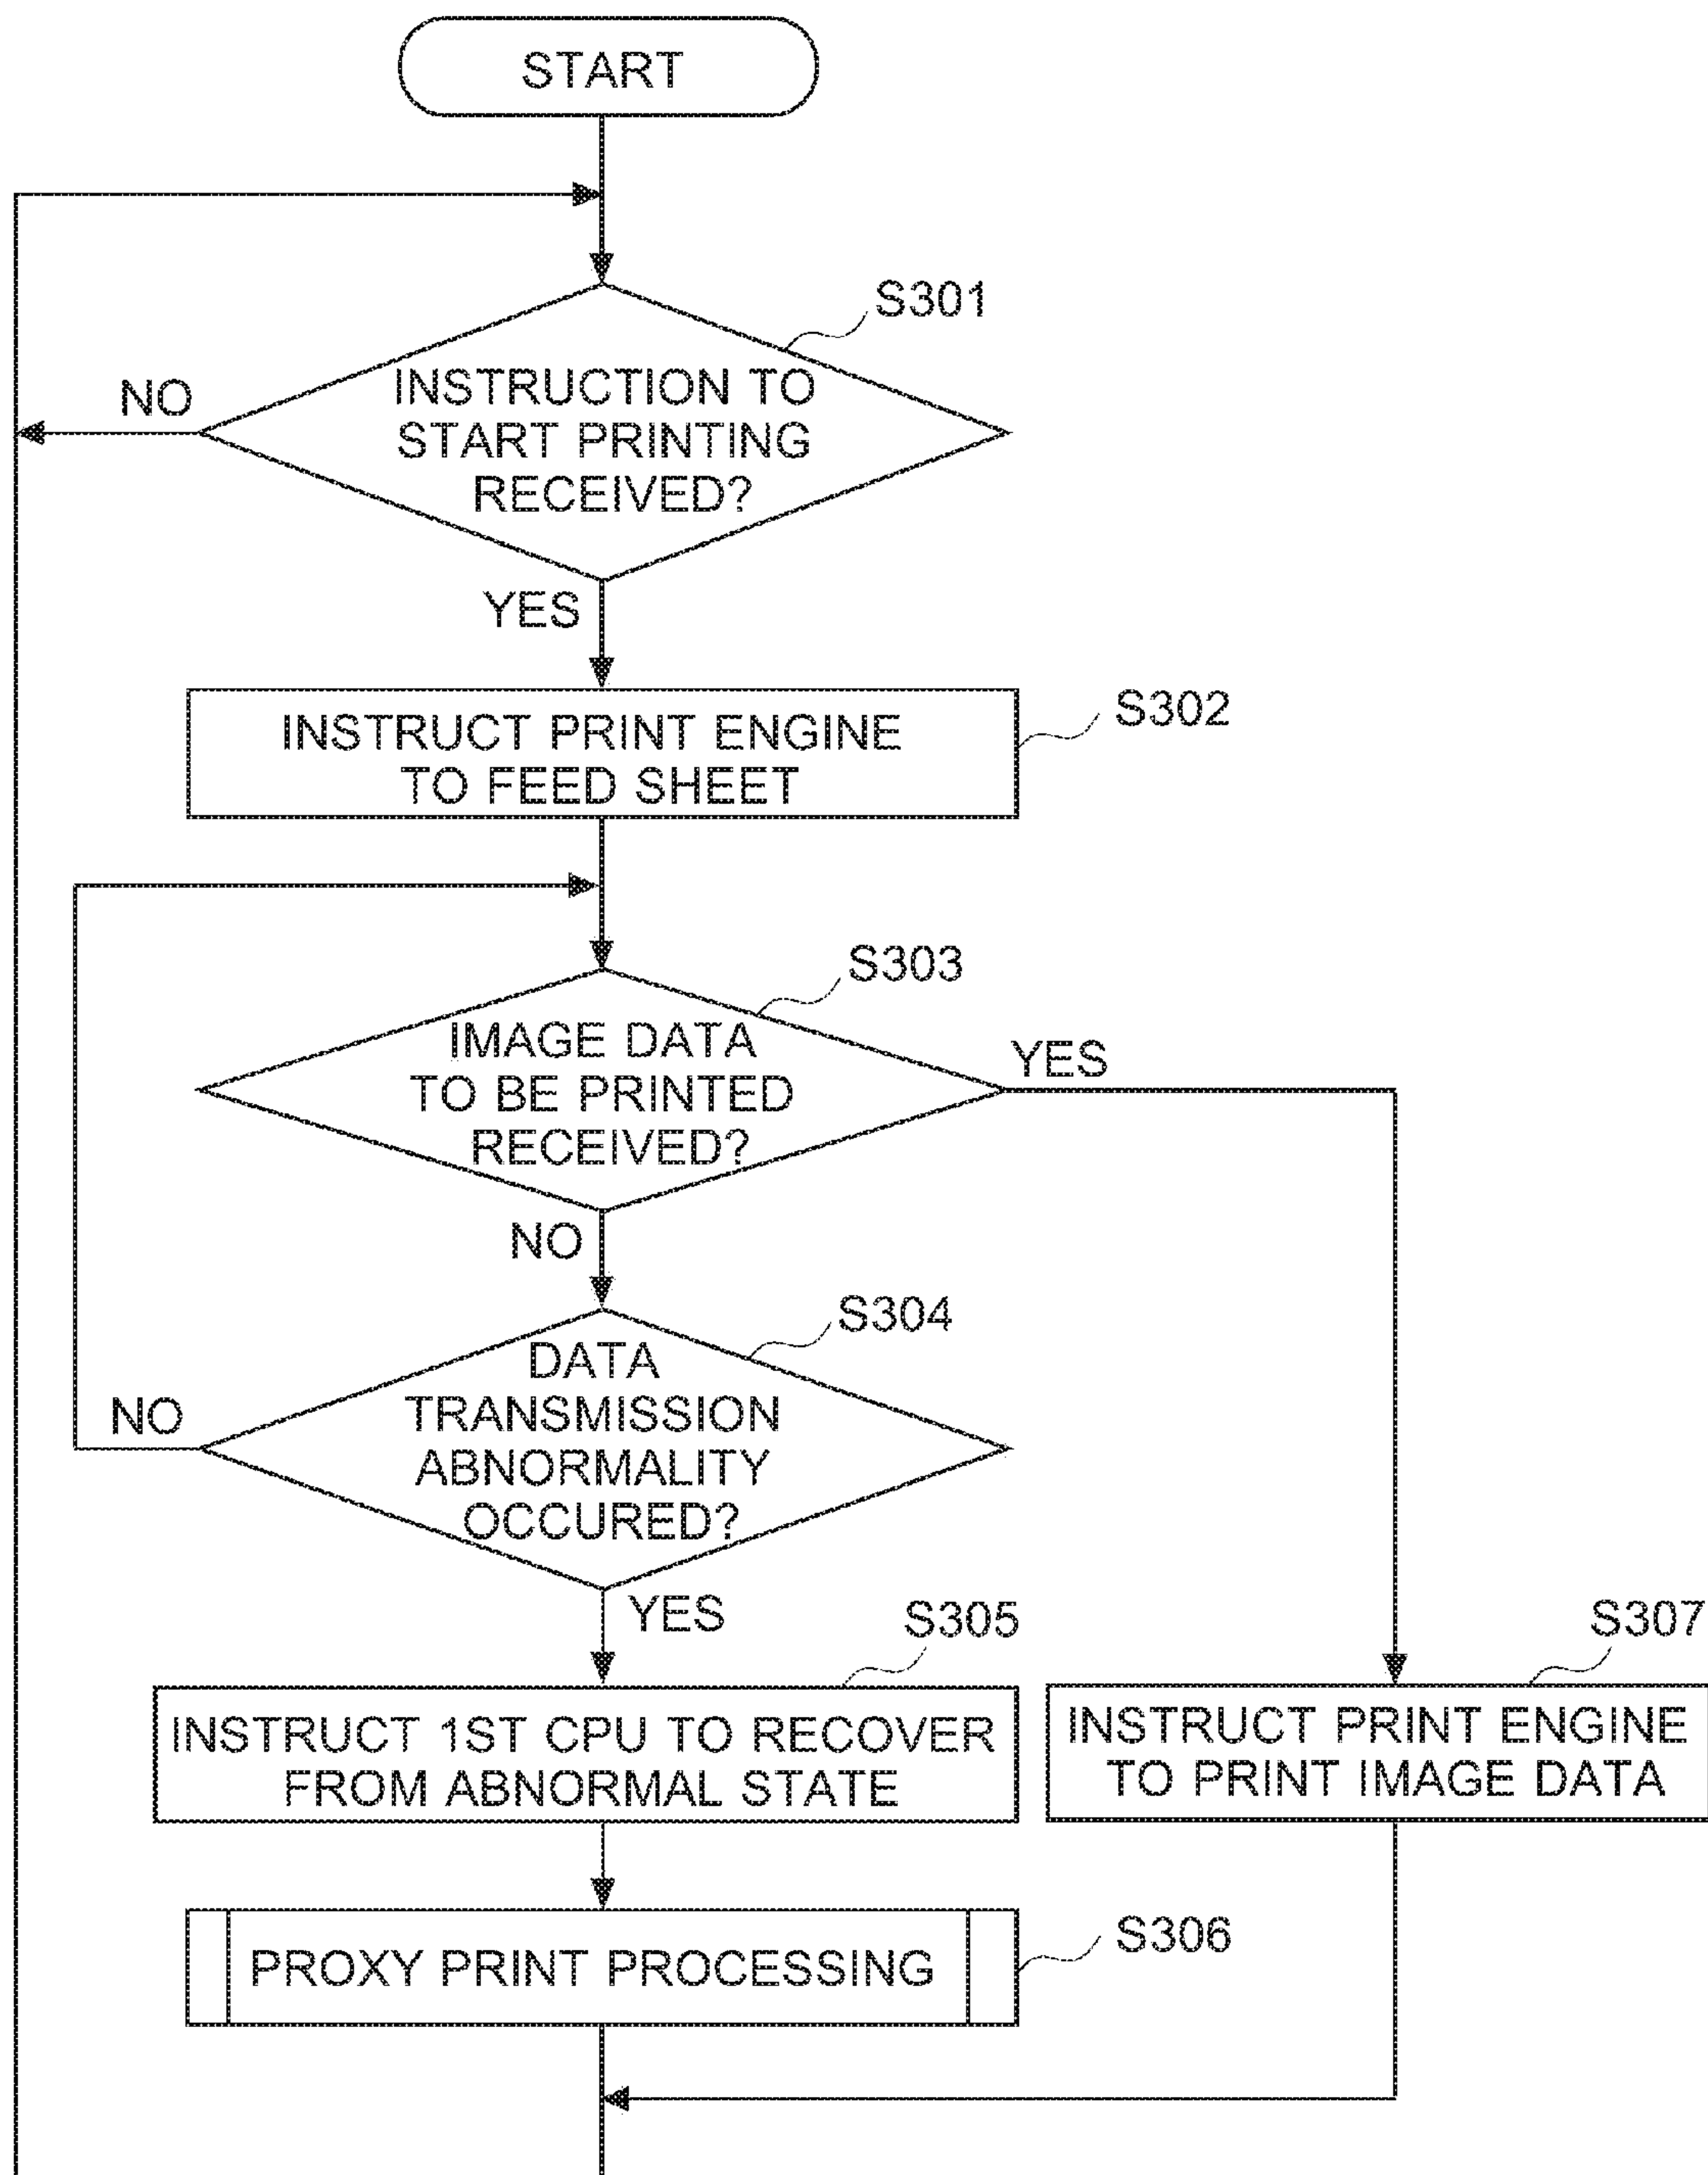 START
S301
NO
INSTRUCTION TO
START PRINTING
RECEIVED?
YES
S302
INSTRUCT PRINT ENGINE
TO FEED SHEET
S303
IMAGE DATA
TO BE PRINTED
RECEIVED?
YES
NO
S304
DATA
TRANSMISSION
ABNORMALITY
OCCURED?
NO
YES
S305
S307
INSTRUCT 1ST CPU TO RECOVER
FROM ABNORMAL STATE
INSTRUCT PRINT ENGINE
TO PRINT IMAGE DATA
S306
PROXY PRINT PROCESSING